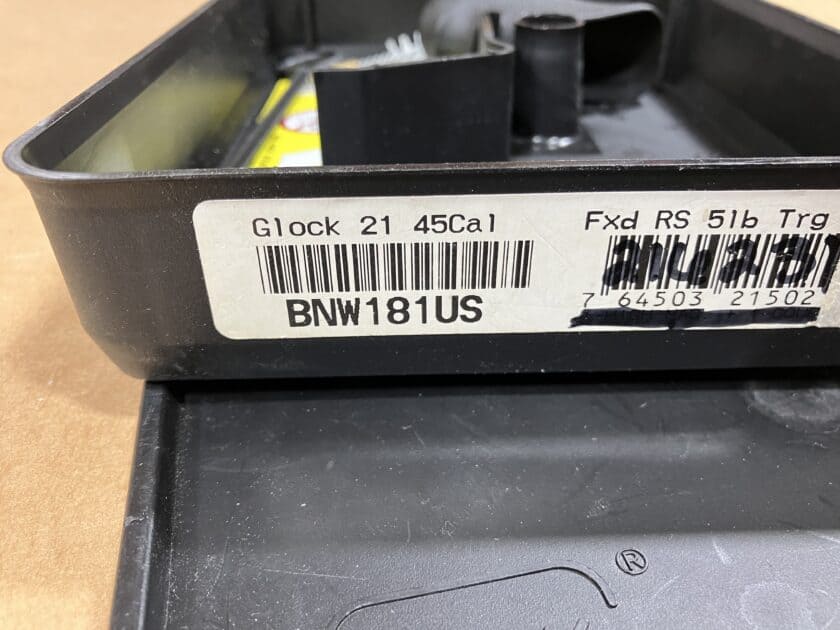 Glock 21 45Cal
Fxd RS 5lb Trg
BNW181US
7 64503 21502
®